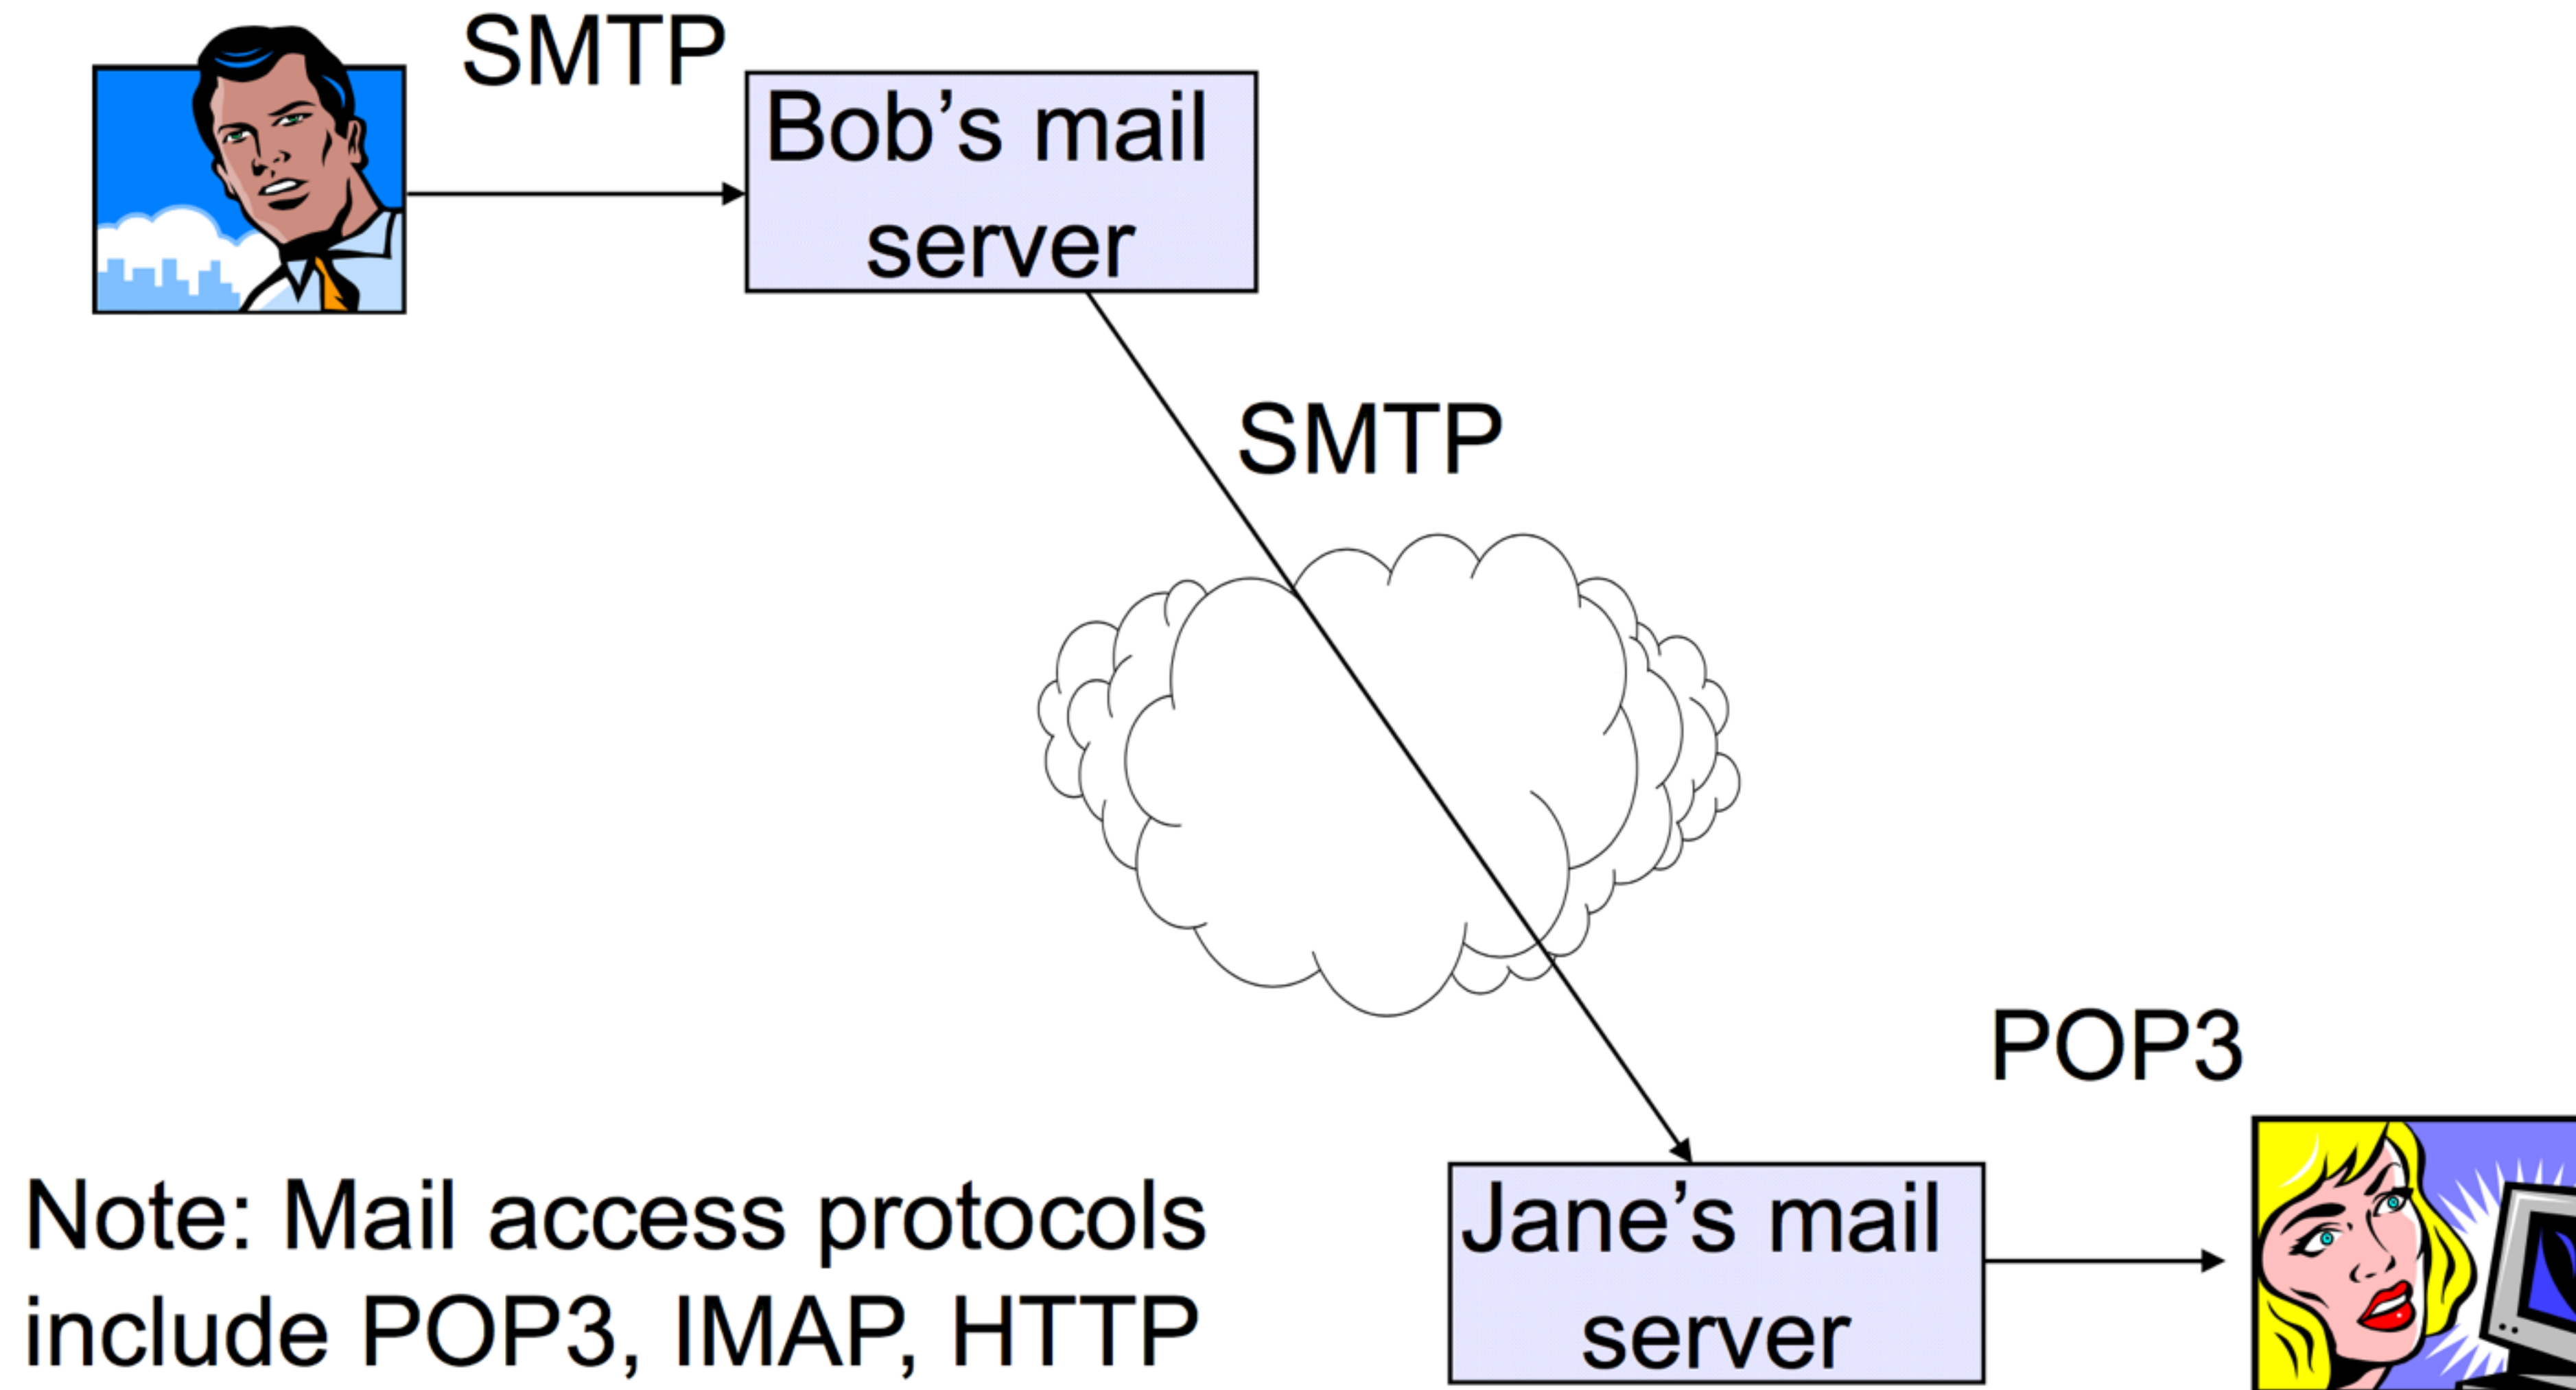 SMTP
Bob’s mail
server
SMTP
POP3
Jane’s mail
server
Note: Mail access protocols
include POP3, IMAP, HTTP